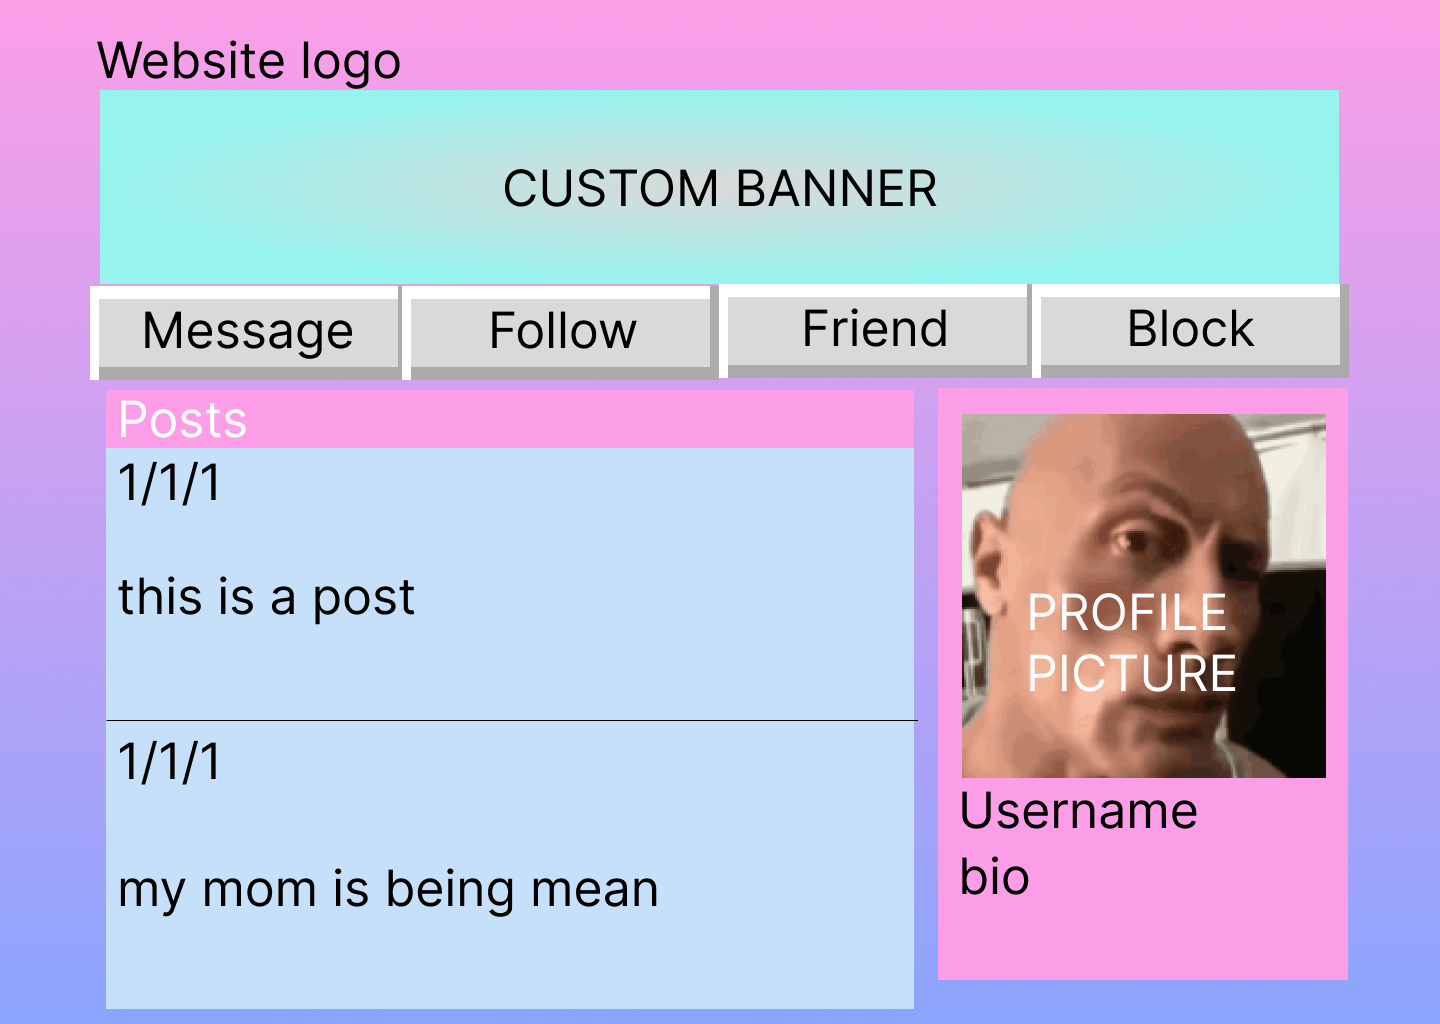 Website logo
CUSTOM BANNER
Message
Follow
Friend
Block
Posts
1/1/1
this is a post
1/1/1
my mom is being mean
PROFILE
PICTURE
Username
bio